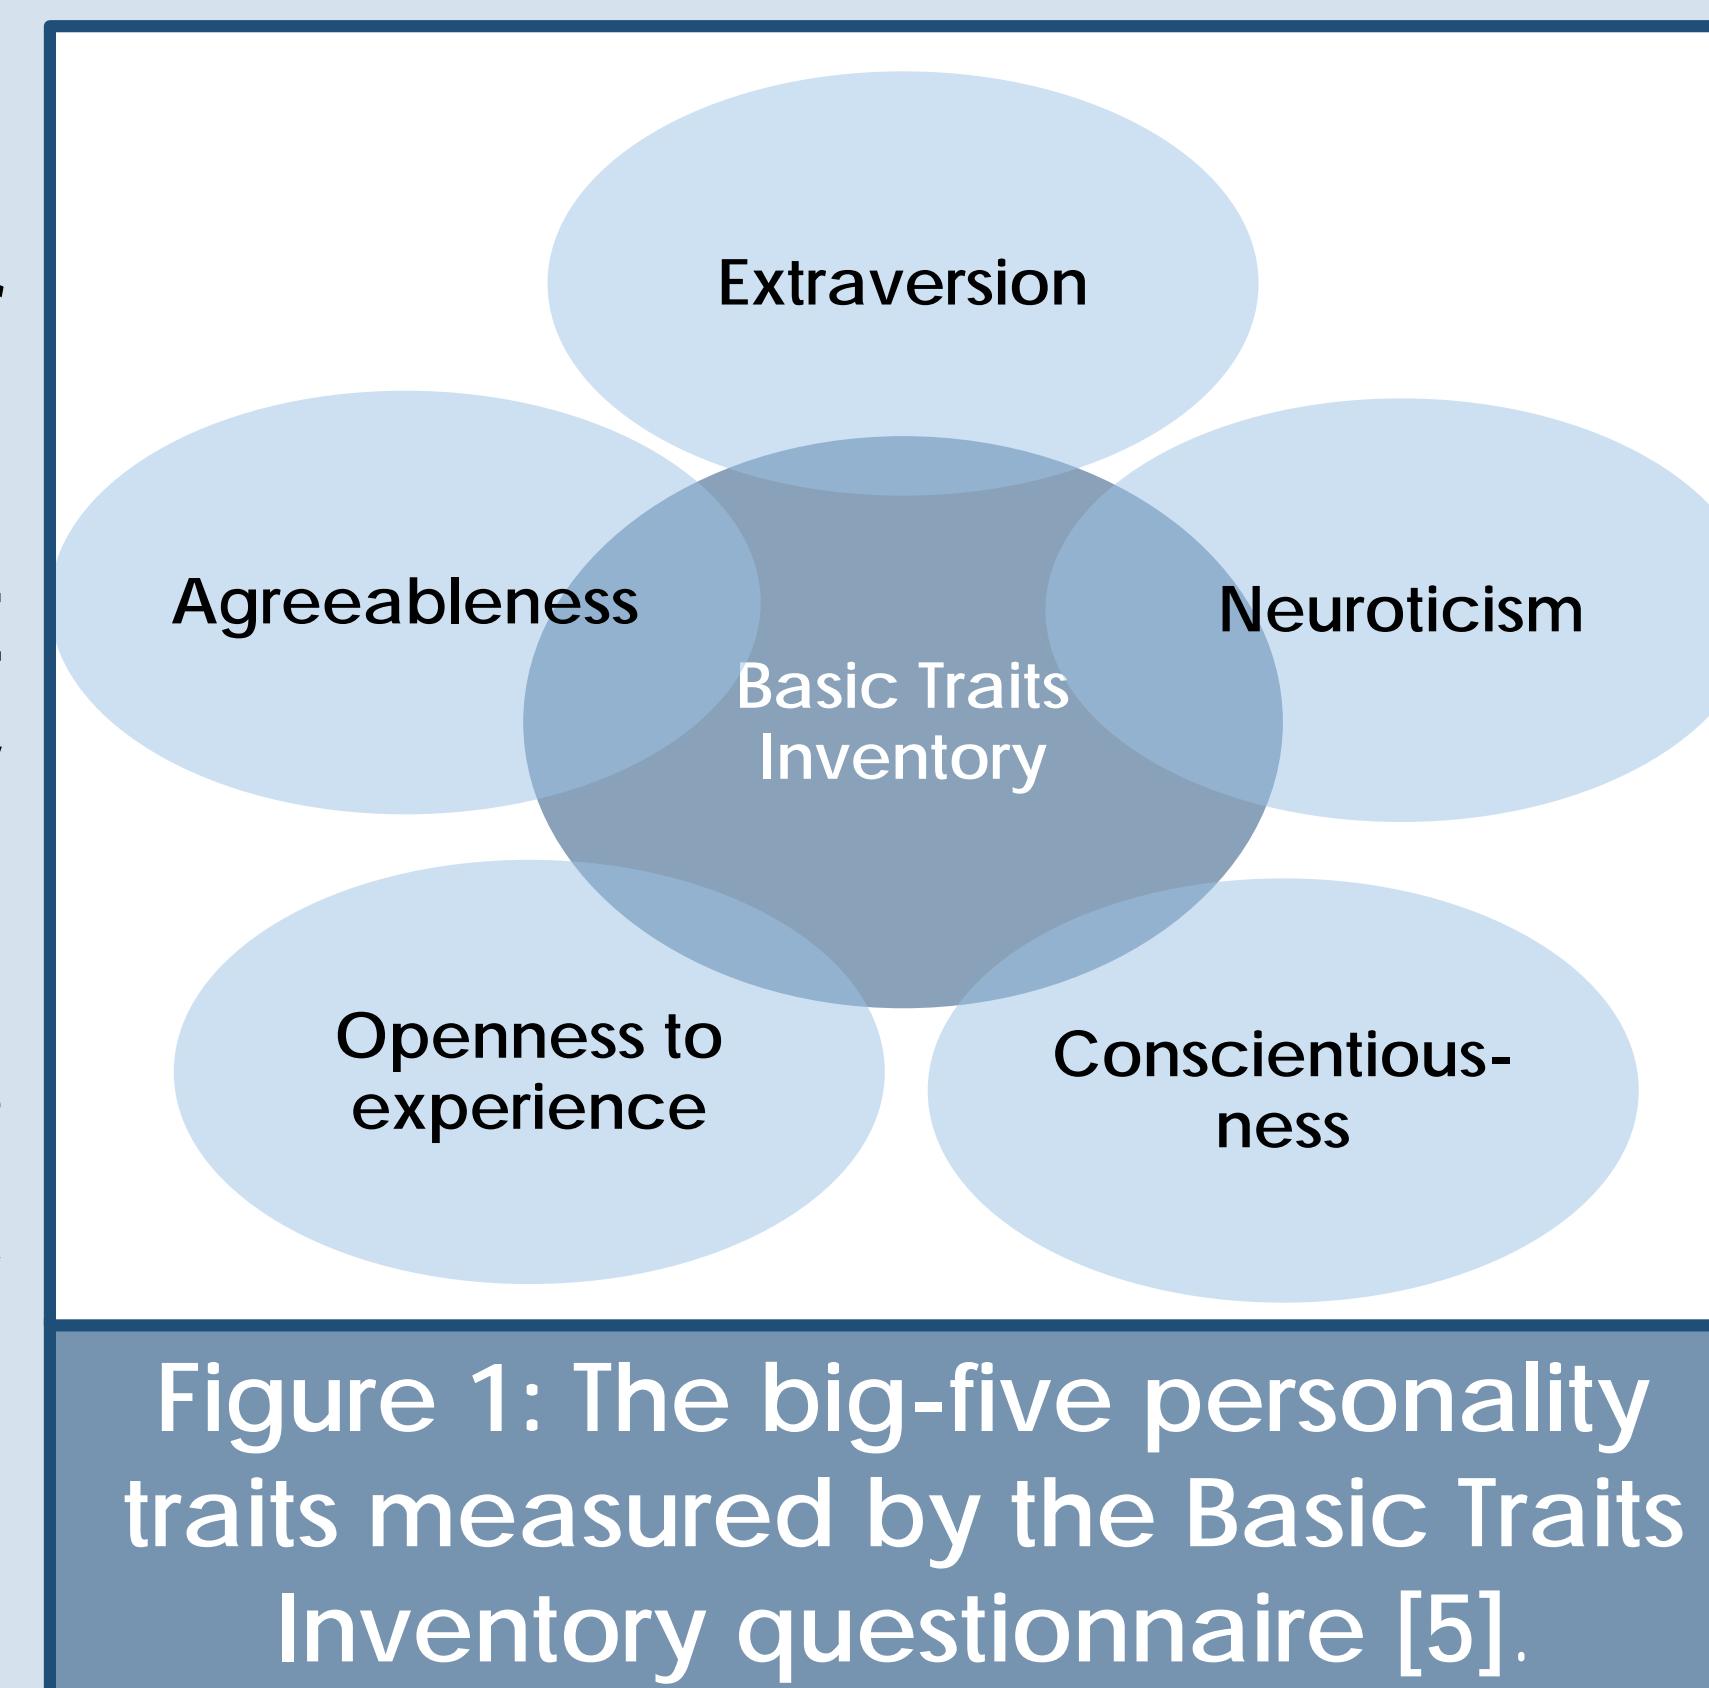 Extraversion
Agreeableness
Neuroticism
Basic Traits
Inventory
Openness to
experience
Conscientious-
ness
Figure 1: The big-five personality
traits measured by the Basic Traits
Inventory questionnaire [5].